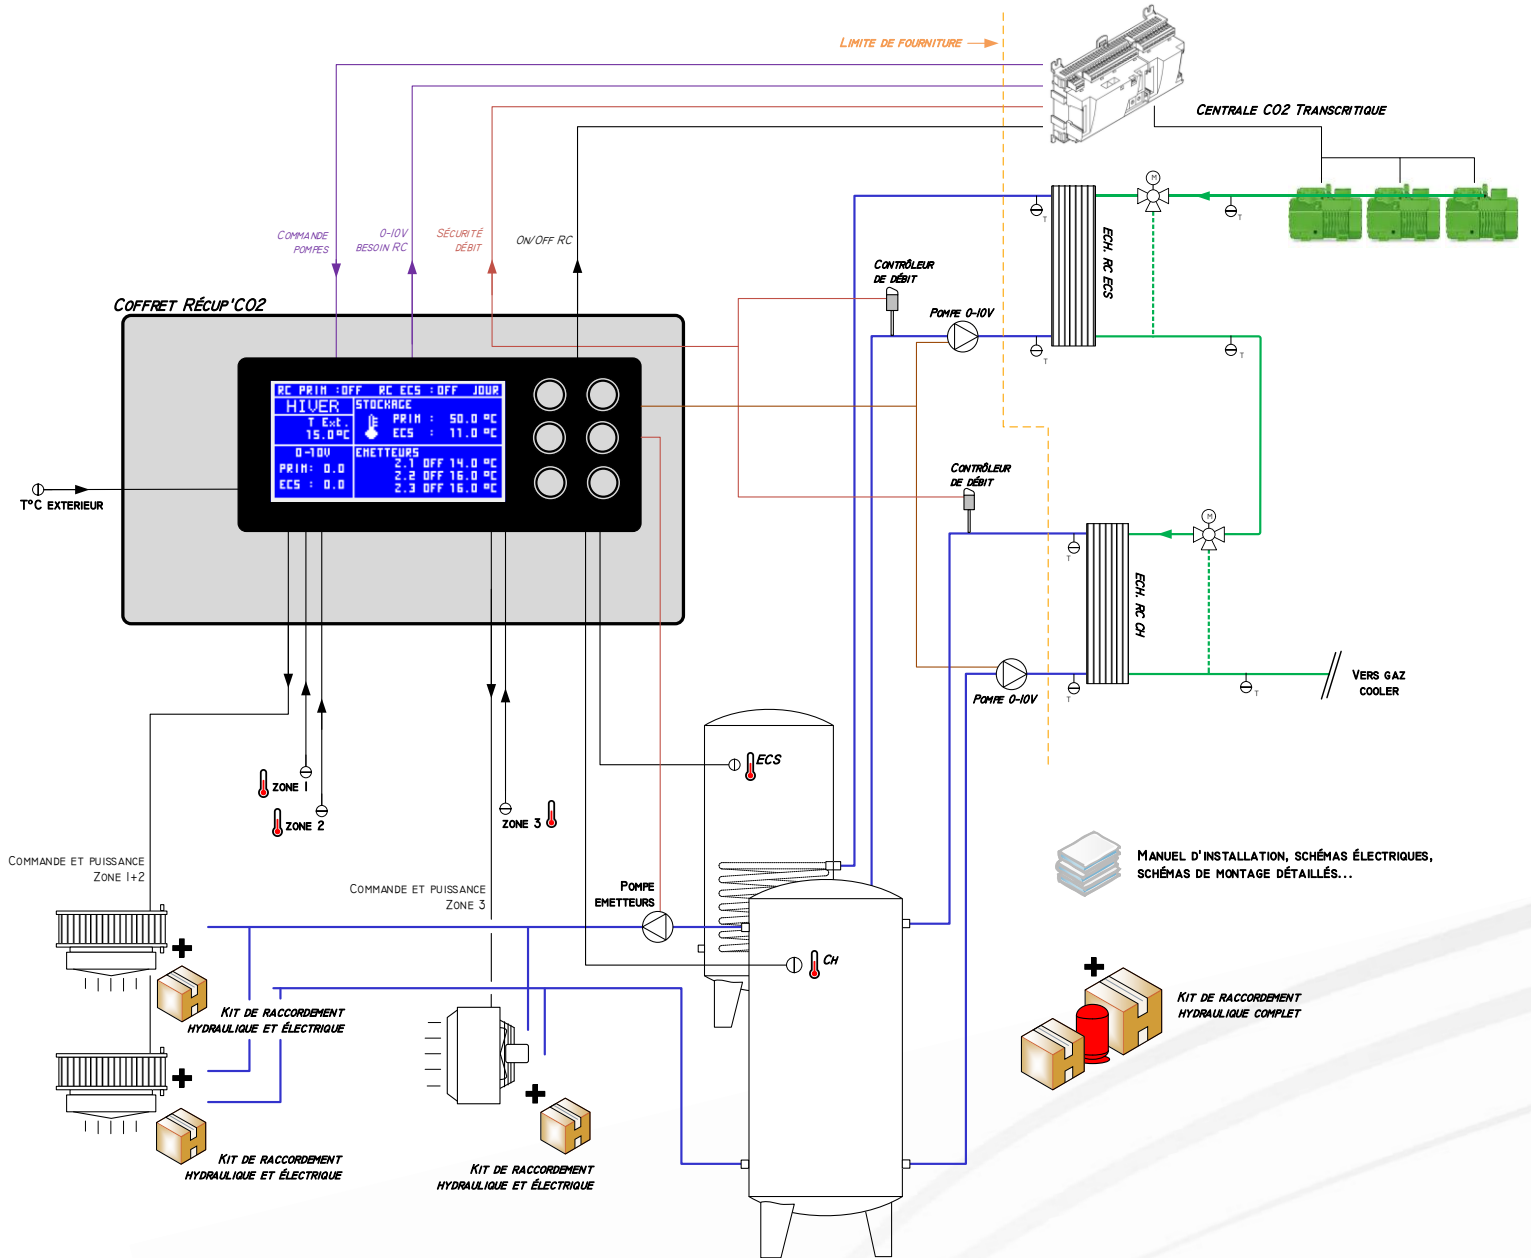 LIMITE DE FOURNITURE
CENTRALE CO2 TRANSCRITIQUE
COMMANDE
POMPES
0-10V
BESOIN RC
SÉCURITÉ
DÉBIT
ON/OFF RC
M
T
T
ECH. RC ECS
CONTRÔLEUR
DE DÉBIT
POMPE 0-10V
T
T
COFFRET RÉCUP'CO2
RC PRIM :OFF RC ECS :OFF JOUR
HIVER
T Ext.
15.0°C
STOCKAGE
PRIM : 50.0 °C
ECS : 11.0 °C
0-10V
PRIM: 0.0
ECS : 0.0
EMETTEURS
Z.1 OFF 14.0 °C
Z.2 OFF 16.0 °C
Z.3 OFF 16.0 °C
T°C EXTERIEUR
CONTRÔLEUR
DE DÉBIT
M
T
ECH. RC CH
T
T
POMPE 0-10V
VERS GAZ
COOLER
ECS
ZONE 1
ZONE 2
ZONE 3
COMMANDE ET PUISSANCE
ZONE 1+2
COMMANDE ET PUISSANCE
ZONE 3
POMPE
EMETTEURS
MANUEL D'INSTALLATION, SCHÉMAS ÉLECTRIQUES,
SCHÉMAS DE MONTAGE DÉTAILLÉS...
CH
KIT DE RACCORDEMENT
HYDRAULIQUE ET ÉLECTRIQUE
KIT DE RACCORDEMENT
HYDRAULIQUE COMPLET
KIT DE RACCORDEMENT
HYDRAULIQUE ET ÉLECTRIQUE
KIT DE RACCORDEMENT
HYDRAULIQUE ET ÉLECTRIQUE